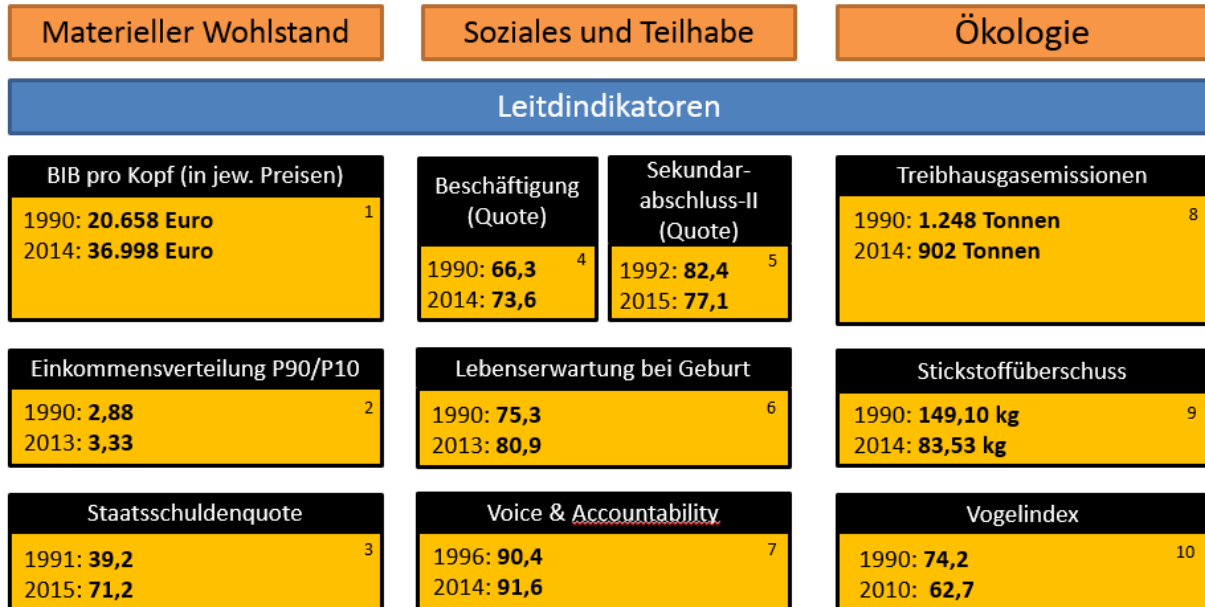 Materieller Wohlstand
Soziales und Teilhabe
Ökologie
Leitdindikatoren
BIB pro Kopf (in jew. Preisen)
1990: 20.658 Euro 1
2014: 36.998 Euro
Beschäftigung
(Quote)
1990: 66,3 4
2014: 73,6
Sekundar-
abschluss-II
(Quote)
1992: 82,4 5
2015: 77,1
Treibhausgasemissionen
1990: 1.248 Tonnen 8
2014: 902 Tonnen
Einkommensverteilung P90/P10
1990: 2,88 2
2013: 3,33
Lebenserwartung bei Geburt
1990: 75,3 6
2013: 80,9
Stickstoffüberschuss
1990: 149,10 kg 9
2014: 83,53 kg
Staatsschuldenquote
1991: 39,2 3
2015: 71,2
Voice & Accountability
1996: 90,4 7
2014: 91,6
Vogelindex
1990: 74,2 10
2010: 62,7